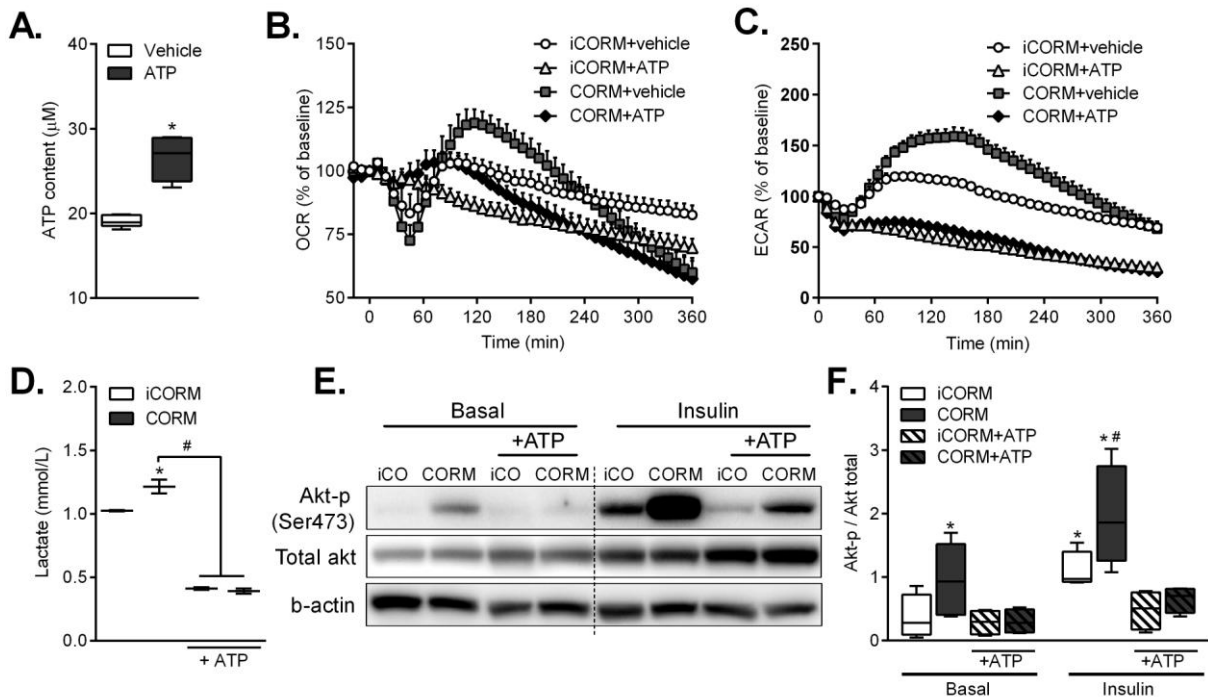 A.
Vehicle
ATP
40
30
20
10
ATP content (µM)
*
B.
iCORM+vehicle
iCORM+ATP
CORM+vehicle
CORM+ATP
150
125
100
75
50
OCR (% of baseline)
0 60 120 180 240 300 360
Time (min)
C.
iCORM+vehicle
iCORM+ATP
CORM+vehicle
CORM+ATP
250
200
150
100
50
0
ECAR (% of baseline)
0 60 120 180 240 300 360
Time (min)
D.
iCORM
CORM
2.0
1.5
1.0
0.5
0.0
Lactate (mmol/L)
#
*
+ ATP
E.
Basal Insulin
+ATP +ATP
iCO CORM iCO CORM iCO CORM iCO CORM
Akt-p
(Ser473)
Total akt
b-actin
F.
iCORM
CORM
iCORM+ATP
CORM+ATP
4
3
2
1
0
Akt-p / Akt total
*
*
* #
+ATP +ATP
Basal Insulin